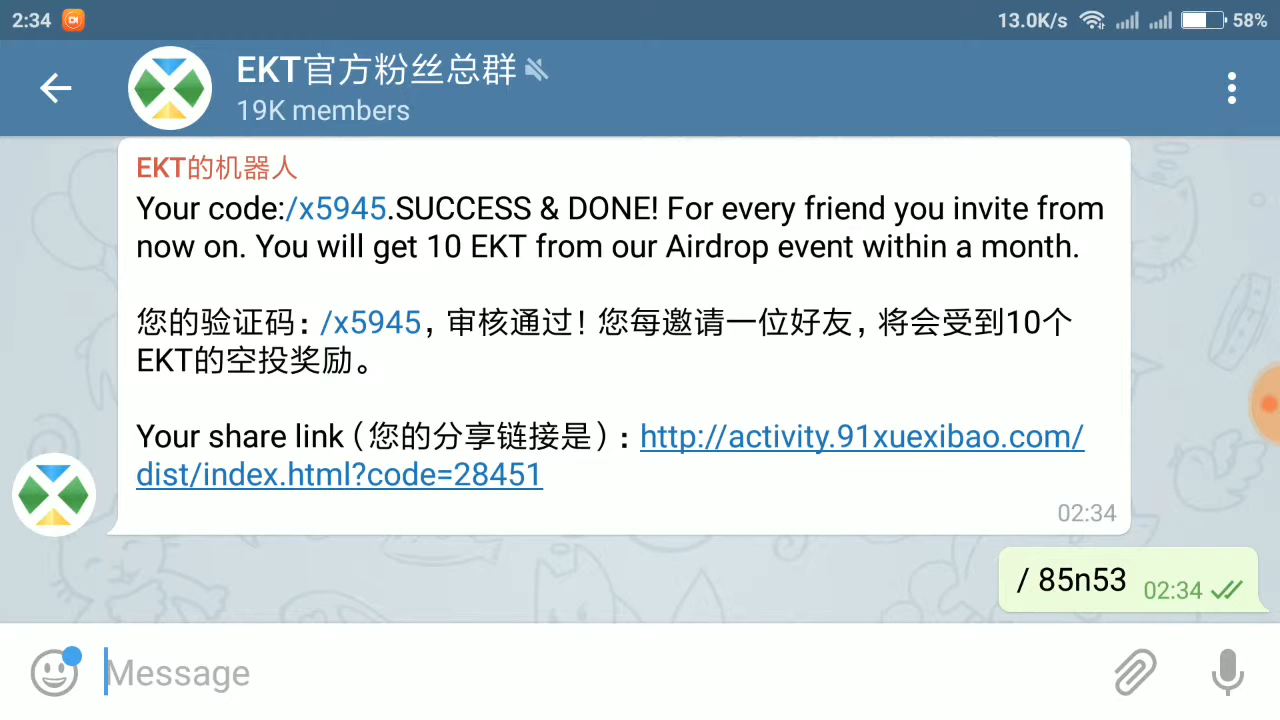 2:34
13.0K/s
58%
EKT官方粉丝总群
19K members
EKT的机器人
Your code:/x5945.SUCCESS & DONE! For every friend you invite from
now on. You will get 10 EKT from our Airdrop event within a month.
您的验证码：/x5945，审核通过！您每邀请一位好友，将会受到10个
EKT的空投奖励。
Your share link（您的分享链接是）：http://activity.91xuexibao.com/
dist/index.html?code=28451
02:34
/ 85n53 02:34
Message